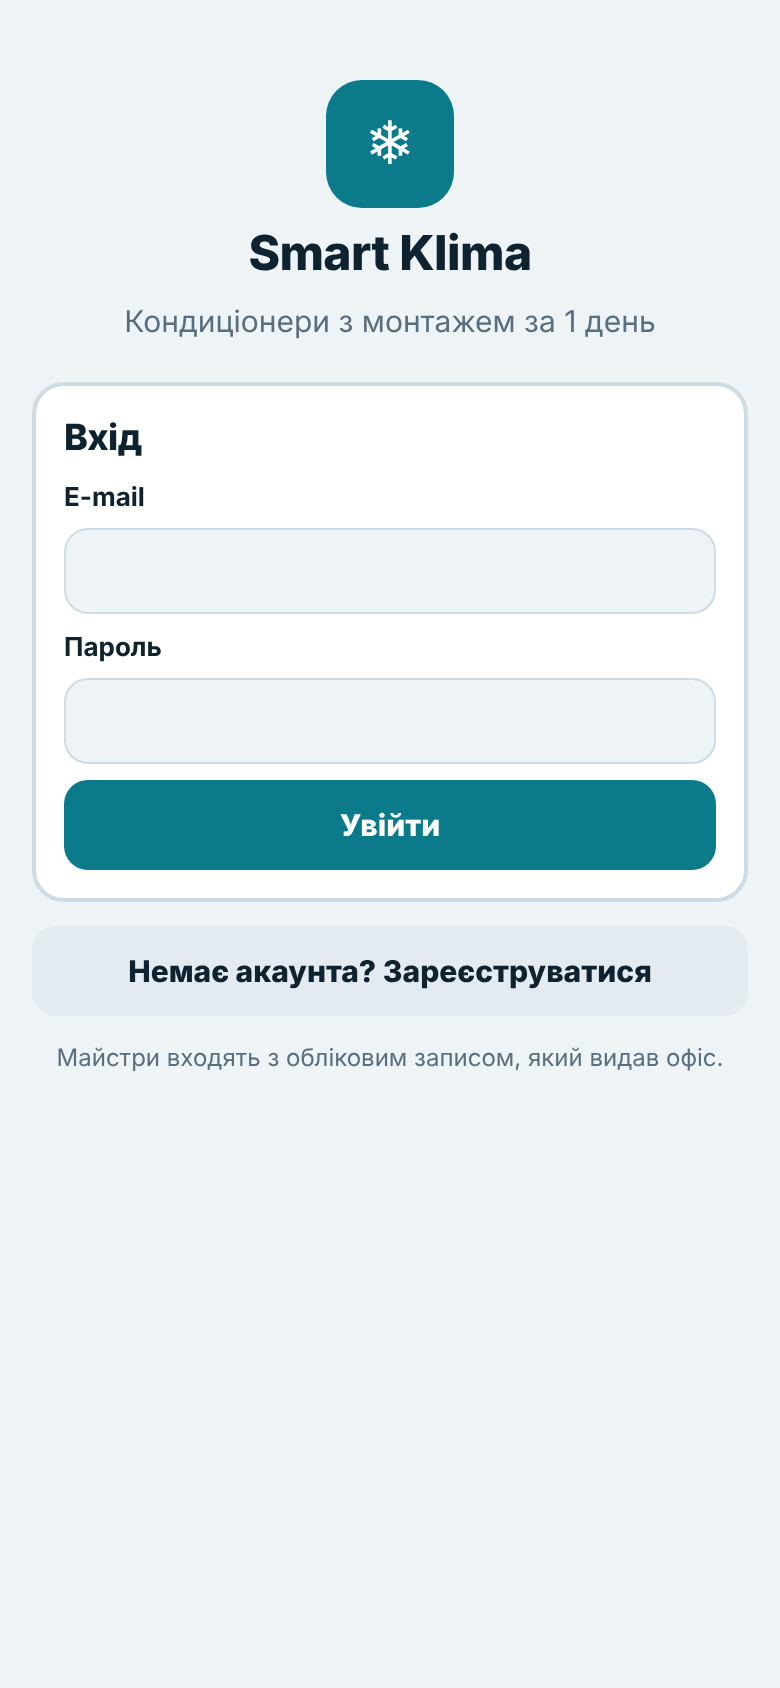 Smart Klima
Кондиціонери з монтажем за 1 день
Вхід
E-mail
Пароль
Увійти
Немає акаунта? Зареєструватися
Майстри входять з обліковим записом, який видав офіс.